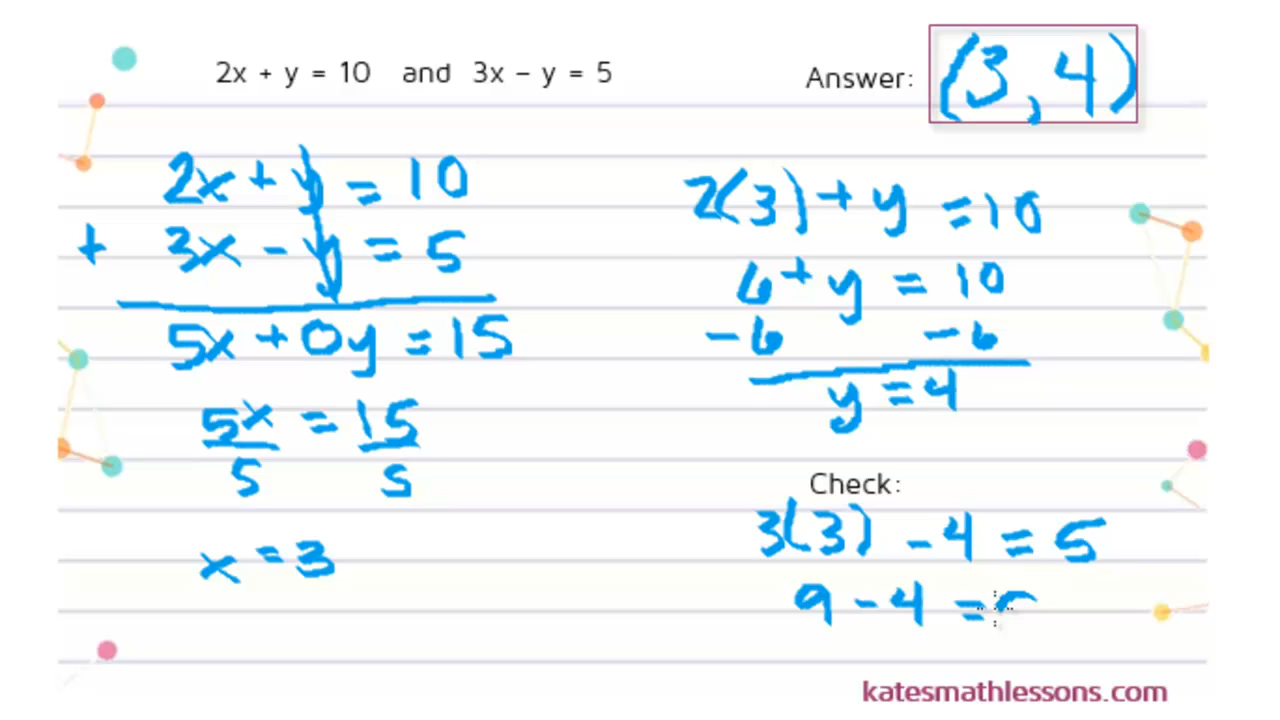 2x + y = 10 and 3x – y = 5
Answer: (3, 4)
2x + y = 10
+ 3x - y = 5
5x + 0y = 15
5x = 15
5 5
x = 3
2(3) + y = 10
6 + y = 10
-6 -6
y = 4
Check:
3(3) - 4 = 5
9 - 4 =
katesmathlessons.com